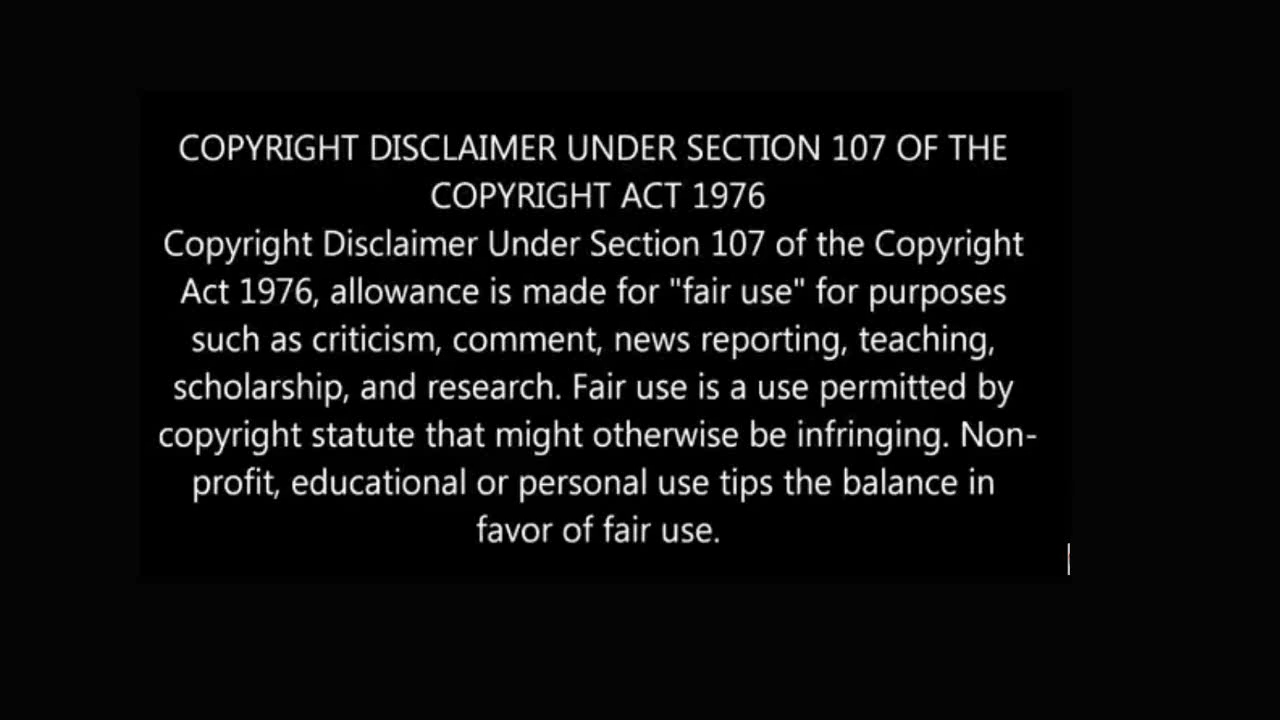 COPYRIGHT DISCLAIMER UNDER SECTION 107 OF THE
COPYRIGHT ACT 1976
Copyright Disclaimer Under Section 107 of the Copyright
Act 1976, allowance is made for "fair use" for purposes
such as criticism, comment, news reporting, teaching,
scholarship, and research. Fair use is a use permitted by
copyright statute that might otherwise be infringing. Non-
profit, educational or personal use tips the balance in
favor of fair use.